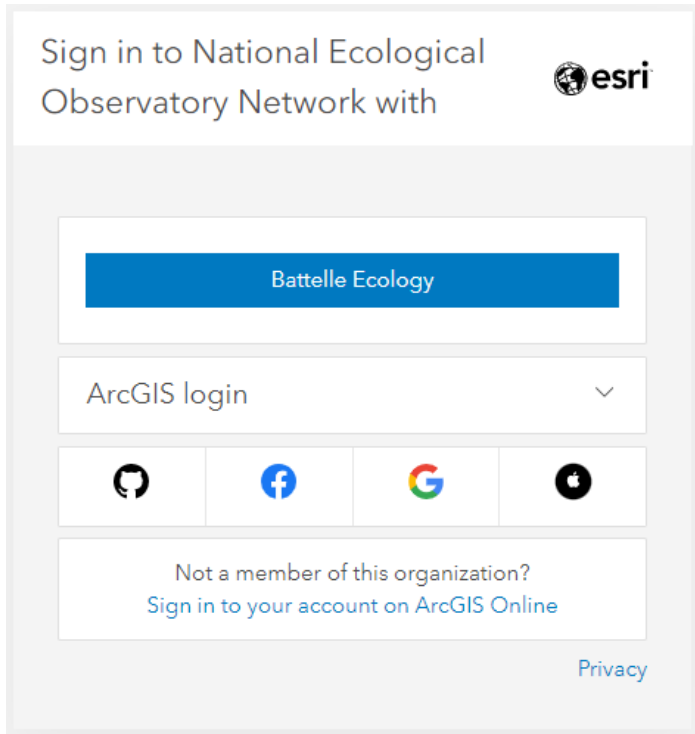 Sign in to National Ecological
Observatory Network with
esri
Battelle Ecology
ArcGIS login
Not a member of this organization?
Sign in to your account on ArcGIS Online
Privacy